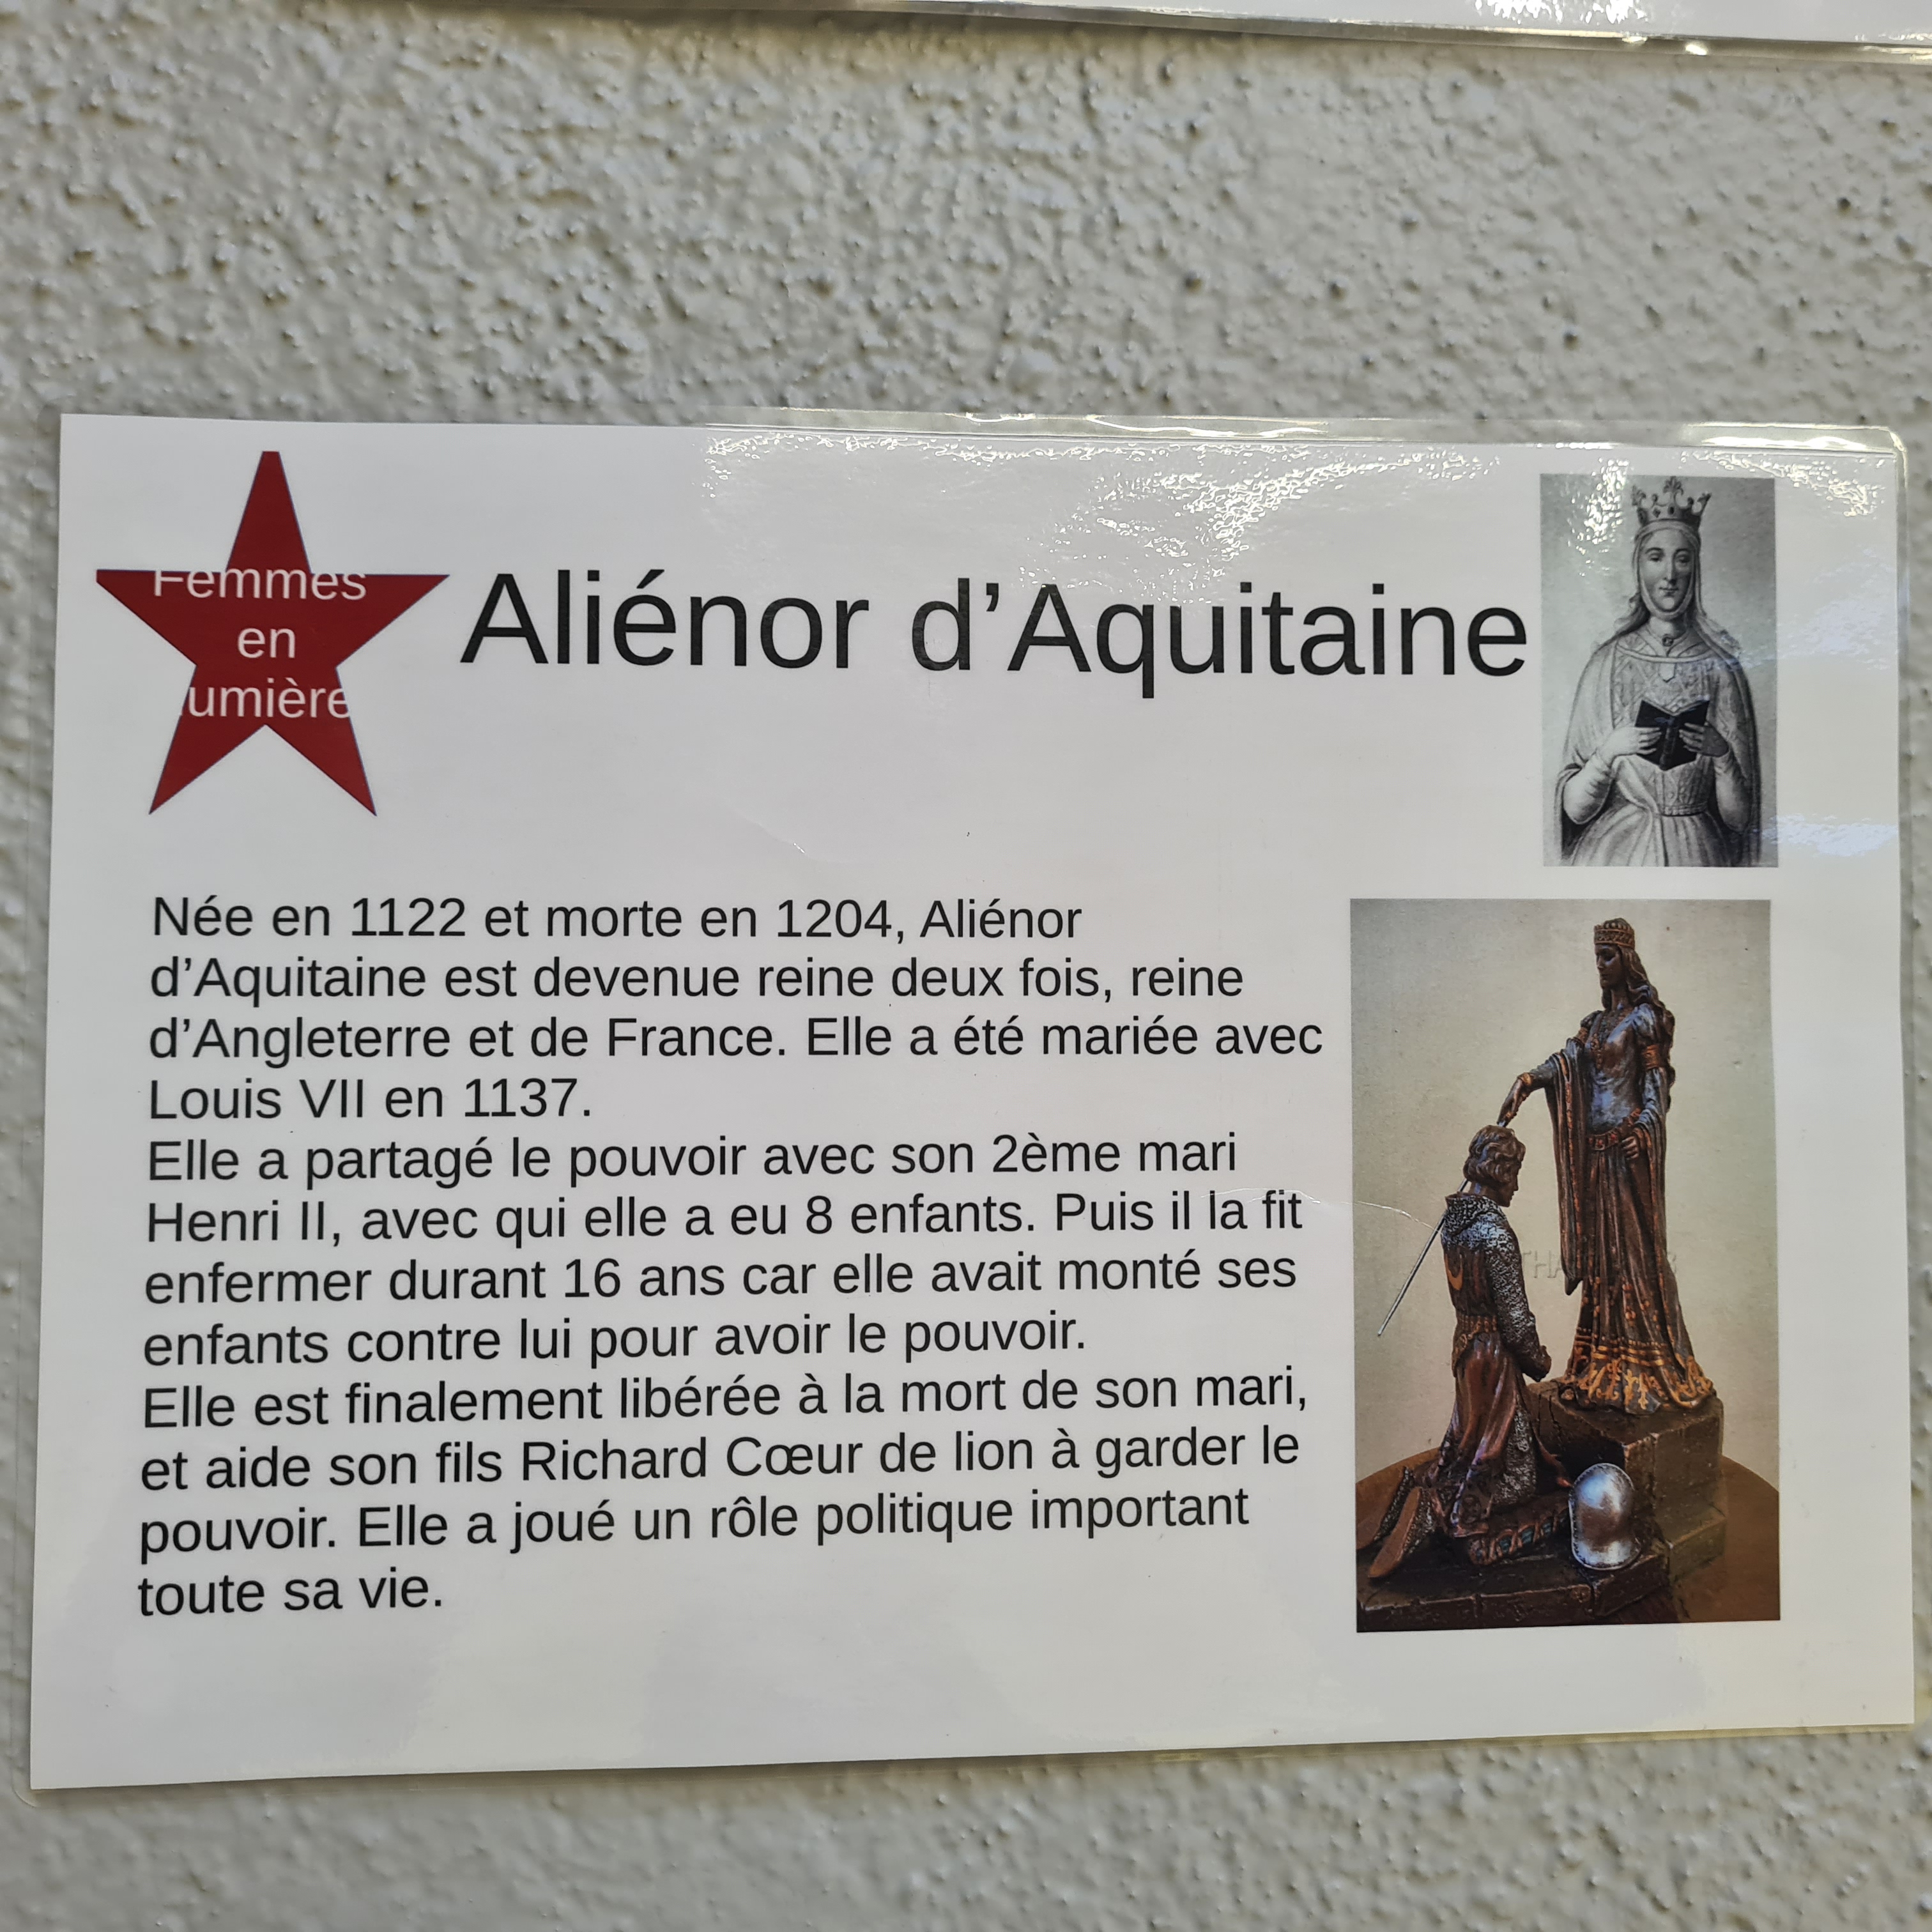 Femmes
en
lumière
Aliénor d’Aquitaine
Née en 1122 et morte en 1204, Aliénor
d’Aquitaine est devenue reine deux fois, reine
d’Angleterre et de France. Elle a été mariée avec
Louis VII en 1137.
Elle a partagé le pouvoir avec son 2ème mari
Henri II, avec qui elle a eu 8 enfants. Puis il la fit
enfermer durant 16 ans car elle avait monté ses
enfants contre lui pour avoir le pouvoir.
Elle est finalement libérée à la mort de son mari,
et aide son fils Richard Cœur de lion à garder le
pouvoir. Elle a joué un rôle politique important
toute sa vie.